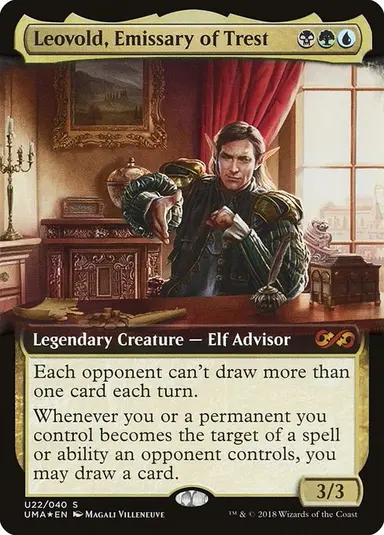 Leovold, Emissary of Trest
Legendary Creature — Elf Advisor
Each opponent can't draw more than
one card each turn.
Whenever you or a permanent you
control becomes the target of a spell
or ability an opponent controls, you
may draw a card.
3/3
U22/040 S
UMA★EN Magali Villeneuve
™ & © 2018 Wizards of the Coast